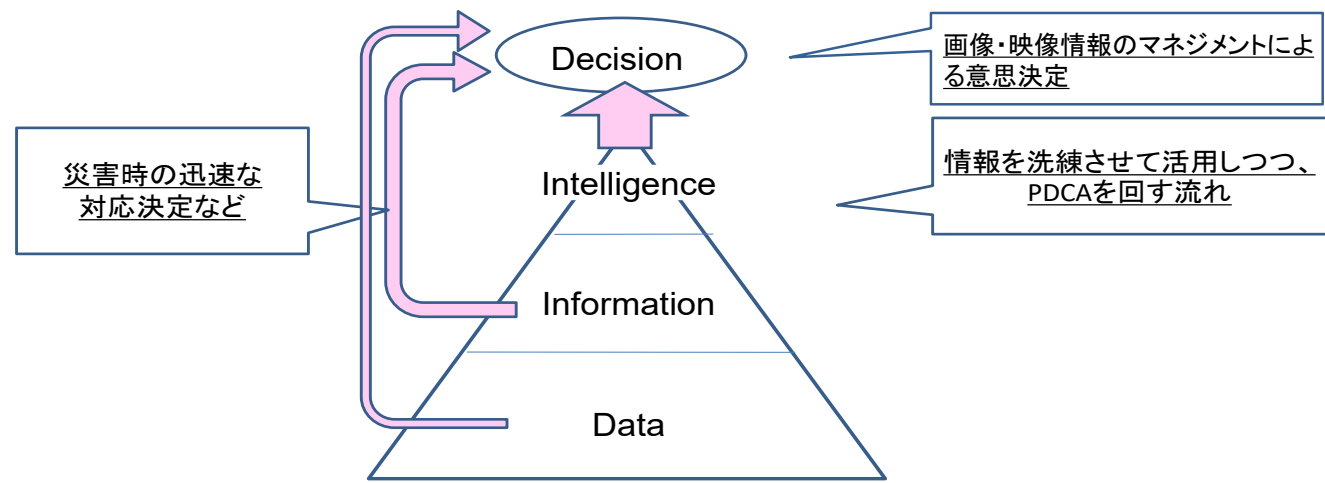 Decision
画像・映像情報のマネジメントによ
る意思決定
災害時の迅速な
対応決定など
Intelligence
情報を洗練させて活用しつつ、
PDCAを回す流れ
Information
Data